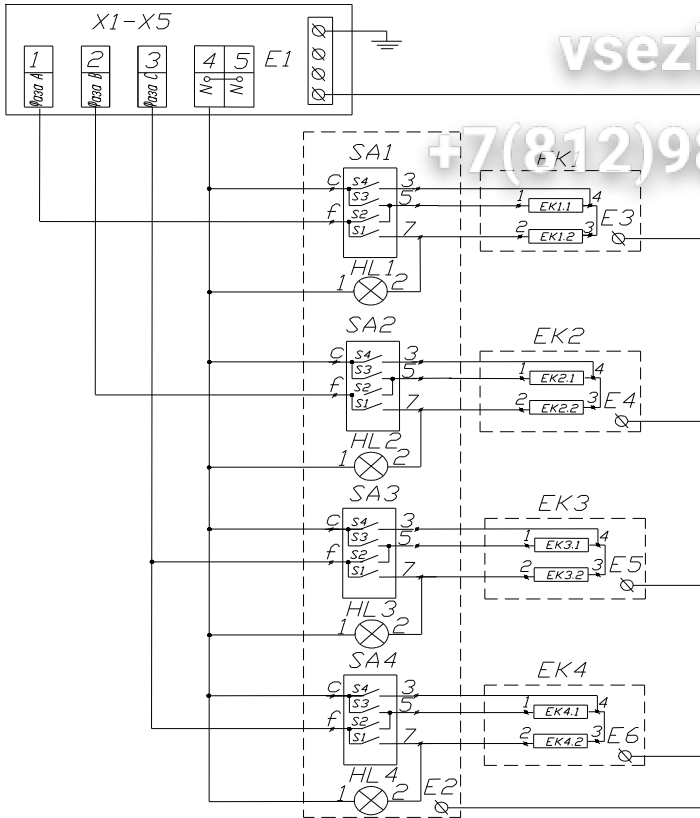 X1-X5
1 2 3 4 5 E1
Фаза А Фаза В Фаза С N N
vsezi
+7(812)98
SA1 EK1
C S4 3
S3 5 1 EK1.1 4
f S2 E3
S1 7 2 EK1.2 3
HL1
1 2
SA2 EK2
C S4 3
S3 5 1 EK2.1 4
f S2 E4
S1 7 2 EK2.2 3
HL2
1 2
SA3 EK3
C S4 3
S3 5 1 EK3.1 4
f S2 E5
S1 7 2 EK3.2 3
HL3
1 2
SA4 EK4
C S4 3
S3 5 1 EK4.1 4
f S2 E6
S1 7 2 EK4.2 3
HL4
1 2 E2